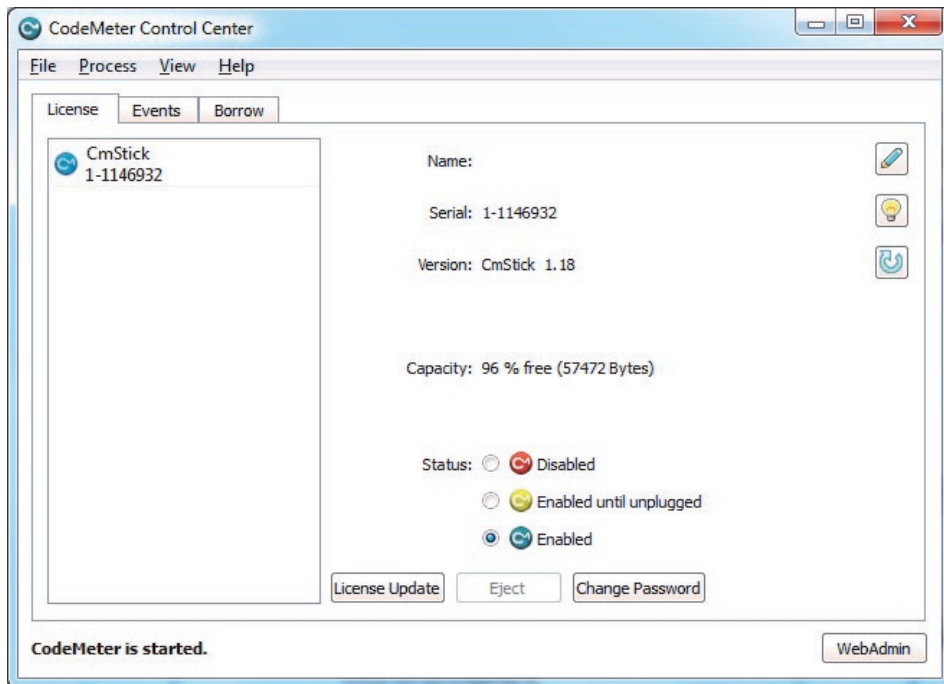 CodeMeter Control Center
File Process View Help
License Events Borrow
CmStick
1-1146932
Name:
Serial: 1-1146932
Version: CmStick 1.18
Capacity: 96 % free (57472 Bytes)
Status: Disabled
Enabled until unplugged
Enabled
License Update Eject Change Password
CodeMeter is started. WebAdmin